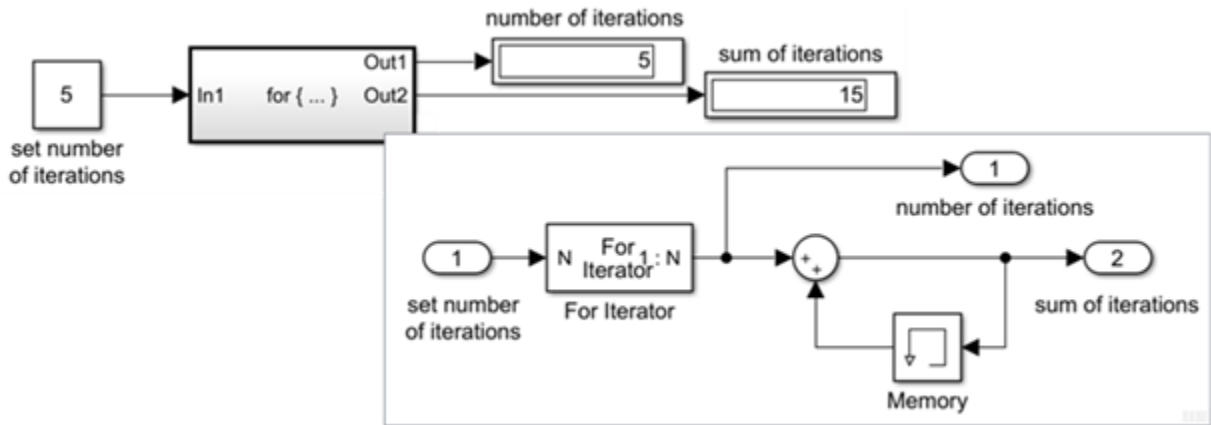 number of iterations
5
sum of iterations
15
5
In1
for { ... }
Out1
Out2
set number
of iterations
1
number of iterations
1
set number
of iterations
N
For
Iterator
1 : N
For Iterator
+
+
2
sum of iterations
Memory